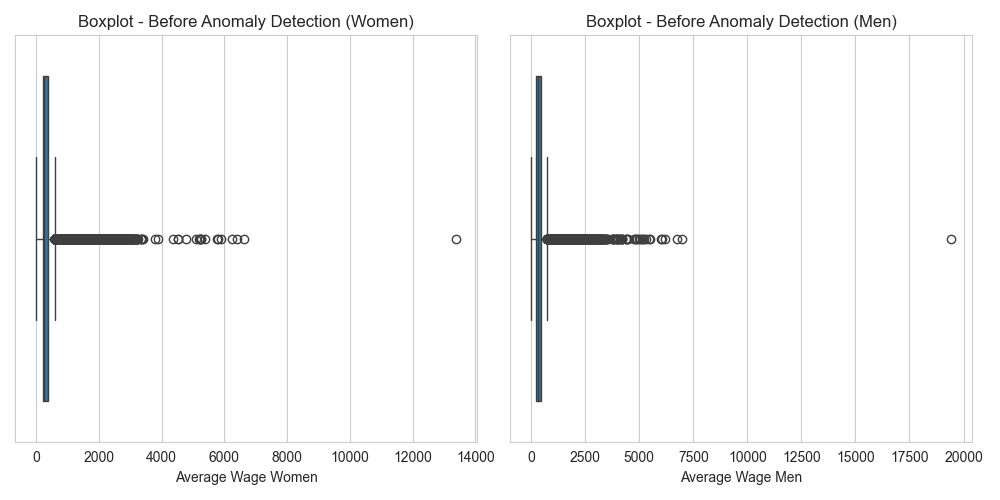 Boxplot - Before Anomaly Detection (Women)
0 2000 4000 6000 8000 10000 12000 14000
Average Wage Women
Boxplot - Before Anomaly Detection (Men)
0 2500 5000 7500 10000 12500 15000 17500 20000
Average Wage Men